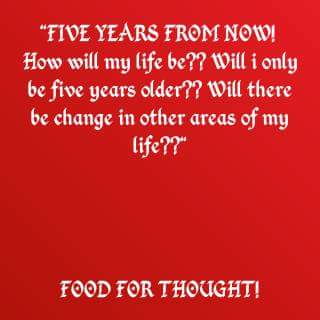 “FIVE YEARS FROM NOW!
How will my life be?? Will i only
be five years older?? Will there
be change in other areas of my
life??“
FOOD FOR THOUGHT!